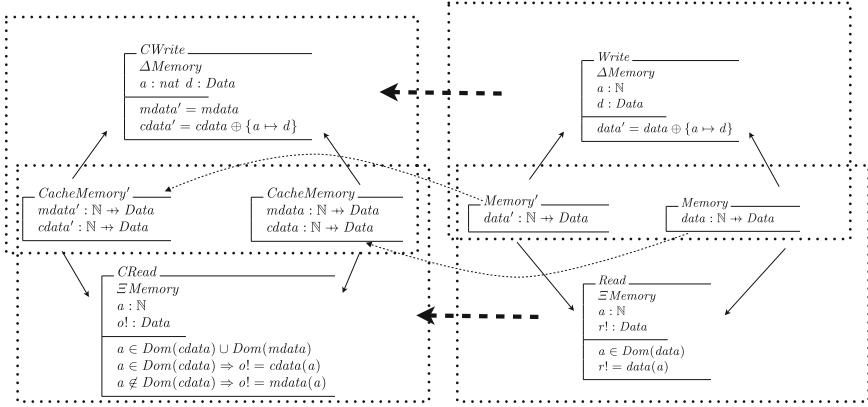 CWrite
ΔMemory
a : nat d : Data
mdata′ = mdata
cdata′ = cdata ⊕ {a ↦ d}
Write
ΔMemory
a : ℕ
d : Data
data′ = data ⊕ {a ↦ d}
CacheMemory′
mdata′ : ℕ ⇸ Data
cdata′ : ℕ ⇸ Data
CacheMemory
mdata : ℕ ⇸ Data
cdata : ℕ ⇸ Data
Memory′
data′ : ℕ ⇸ Data
Memory
data : ℕ ⇸ Data
CRead
ΞMemory
a : ℕ
o! : Data
a ∈ Dom(cdata) ∪ Dom(mdata)
a ∈ Dom(cdata) ⇒ o! = cdata(a)
a ∉ Dom(cdata) ⇒ o! = mdata(a)
Read
ΞMemory
a : ℕ
r! : Data
a ∈ Dom(data)
r! = data(a)